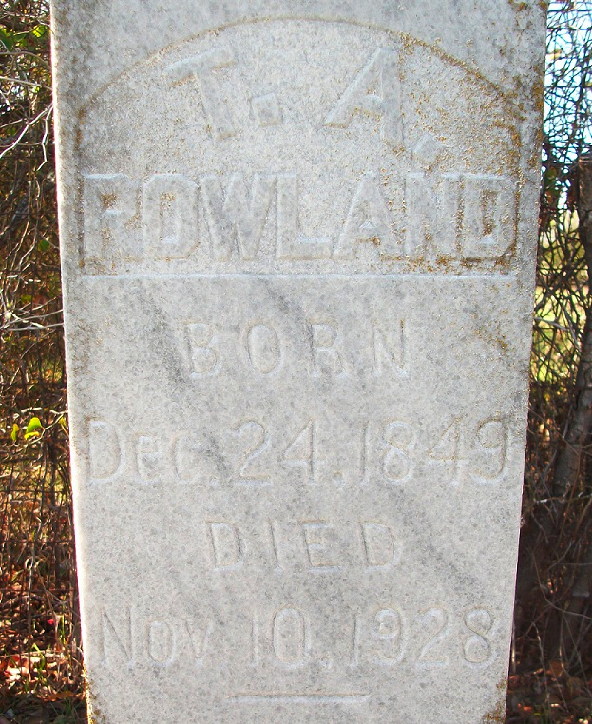 T. A.
ROWLAND
BORN
Dec. 24, 1849
DIED
Nov 10, 1928